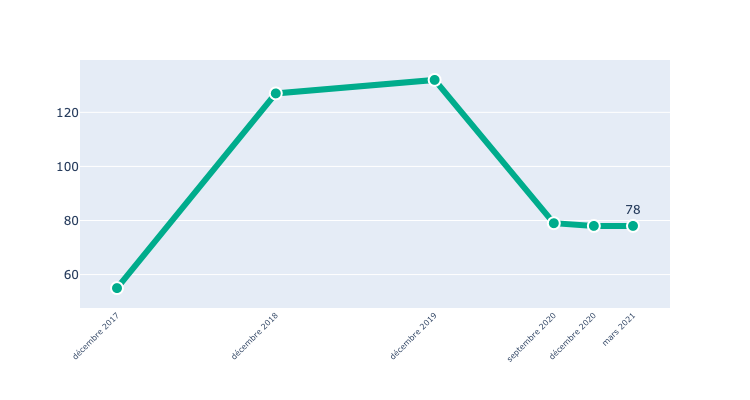 120
100
80
60
78
décembre 2017
décembre 2018
décembre 2019
septembre 2020
décembre 2020
mars 2021